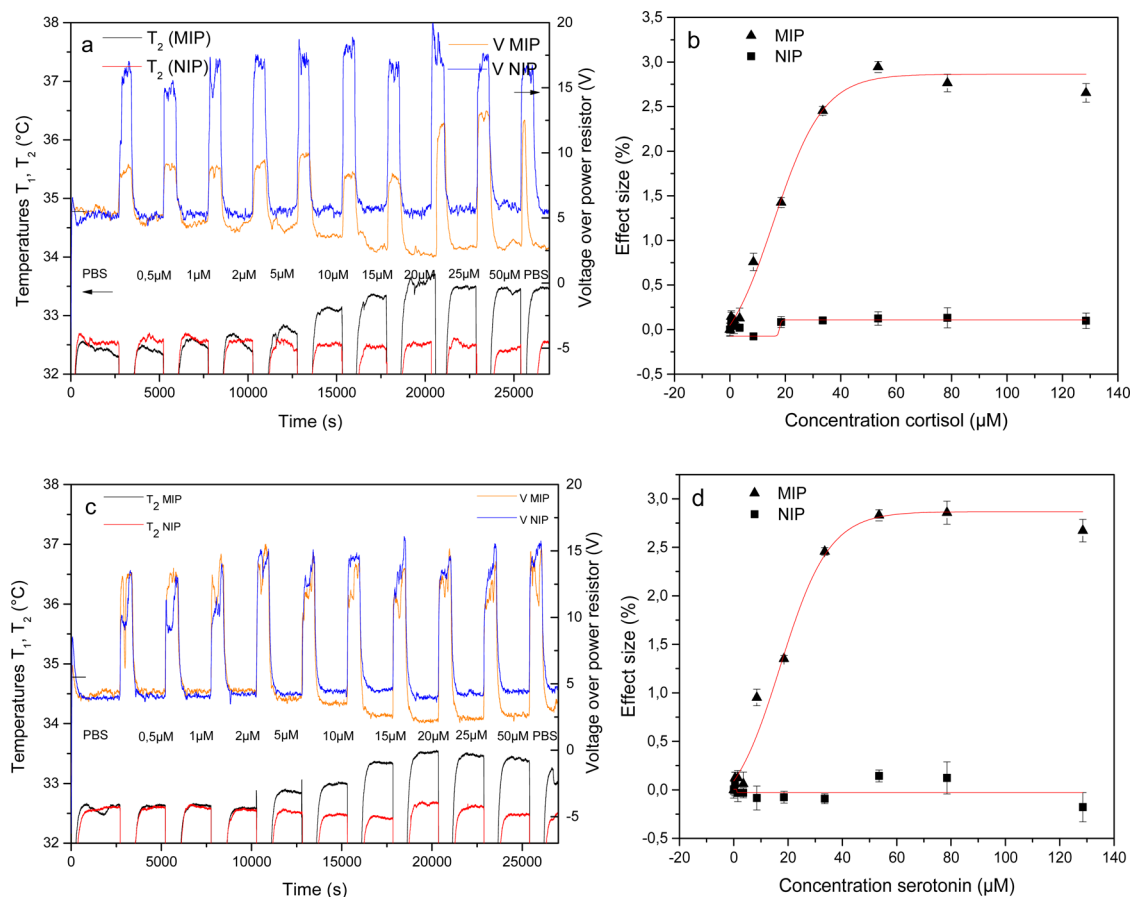 a
T2 (MIP)
T2 (NIP)
V MIP
V NIP
38
37
36
35
34
33
32
20
15
10
5
0
-5
Temperatures T1, T2 (°C)
Voltage over power resistor (V)
PBS 0,5µM 1µM 2µM 5µM 10µM 15µM 20µM 25µM 50µM PBS
0 5000 10000 15000 20000 25000
Time (s)
b
MIP
NIP
3,5
3,0
2,5
2,0
1,5
1,0
0,5
0,0
-0,5
Effect size (%)
-20 0 20 40 60 80 100 120 140
Concentration cortisol (µM)
c
T2 MIP
T2 NIP
V MIP
V NIP
38
37
36
35
34
33
32
20
15
10
5
0
-5
Temperatures T1, T2 (°C)
Voltage over power resistor (V)
PBS 0,5µM 1µM 2µM 5µM 10µM 15µM 20µM 25µM 50µM PBS
0 5000 10000 15000 20000 25000
Time (s)
d
MIP
NIP
3,0
2,5
2,0
1,5
1,0
0,5
0,0
-0,5
Effect size (%)
-20 0 20 40 60 80 100 120 140
Concentration serotonin (µM)